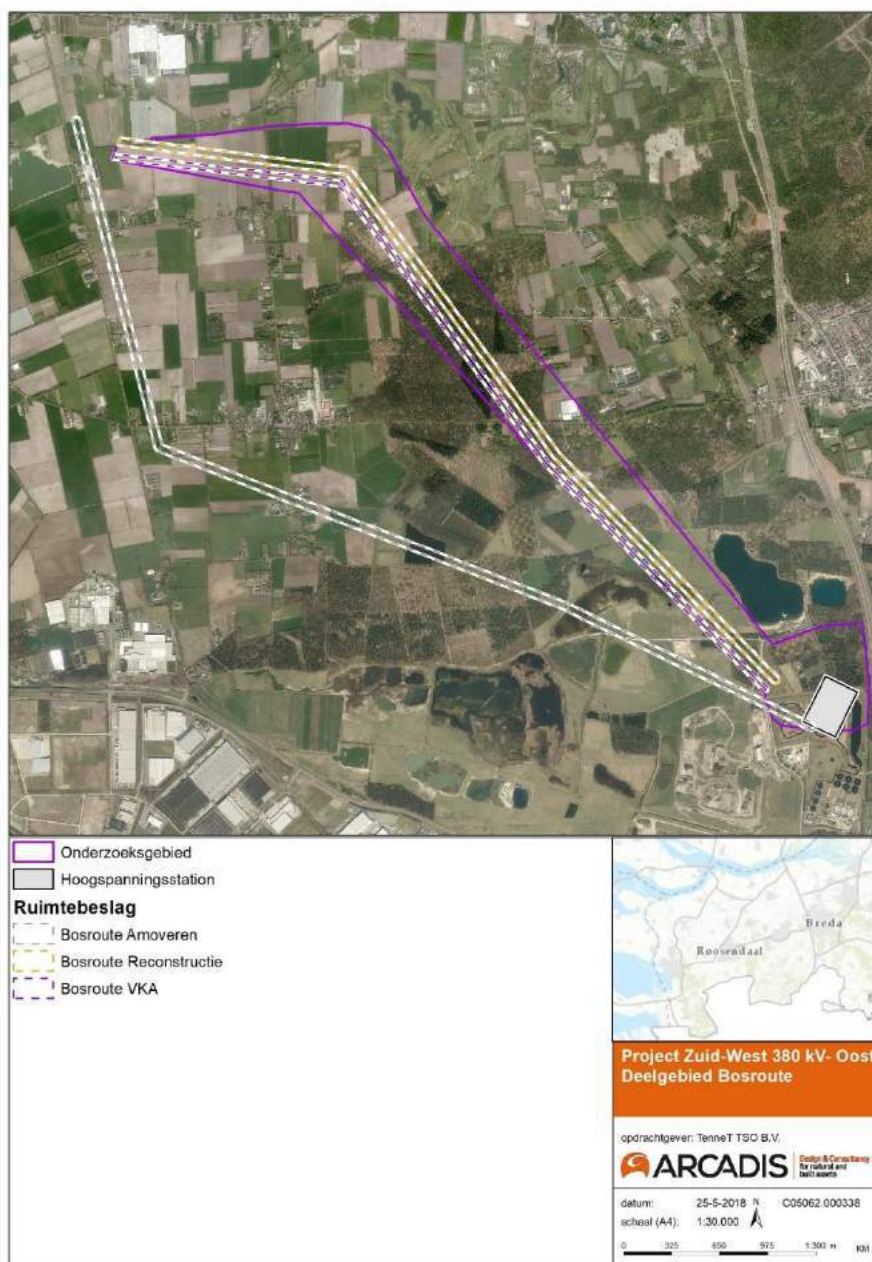 Onderzoeksgebied
Hoogspanningsstation
Ruimtebeslag
Bosroute Amoveren
Bosroute Reconstructie
Bosroute VKA
Breda
Roosendaal
Project Zuid-West 380 kV- Oost
Deelgebied Bosroute
opdrachtgever: TenneT TSO B.V.
ARCADIS
Design & Consultancy
for natural and
built assets
datum: 25-5-2018 N C05062.000338
schaal (A4): 1:30.000
0 325 650 975 1.300 m KM